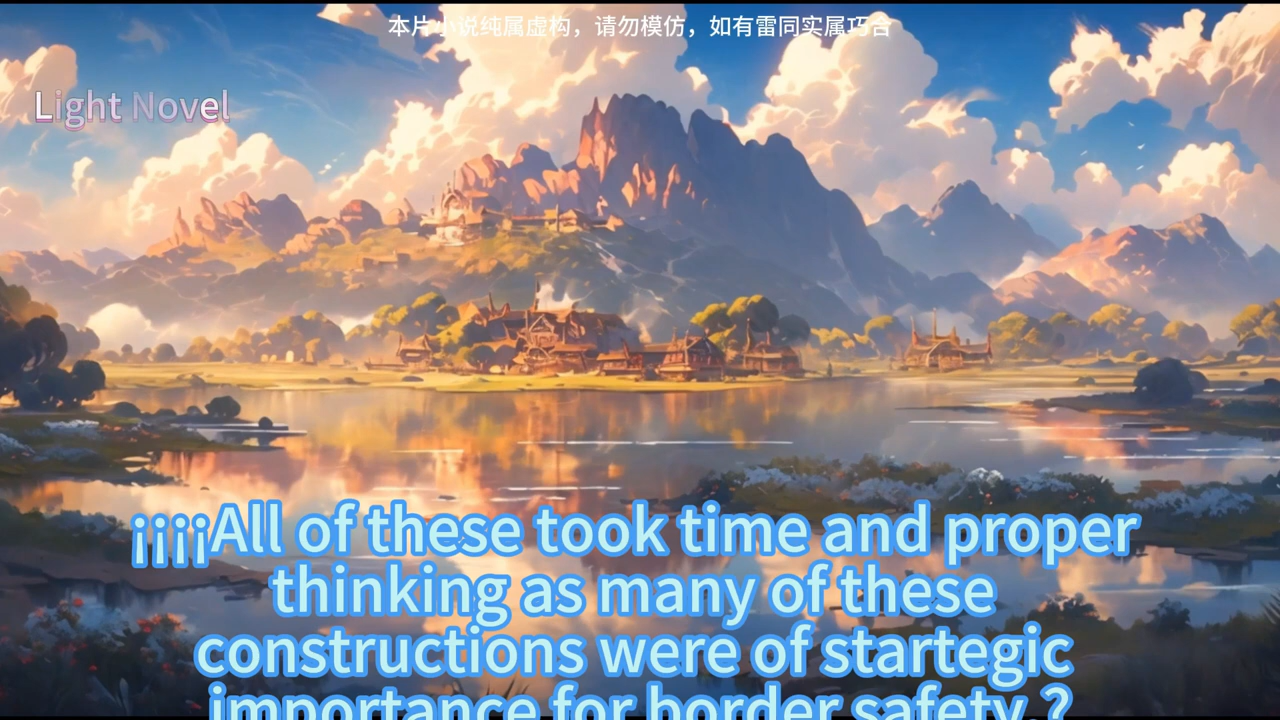 本片小说纯属虚构，请勿模仿，如有雷同实属巧合
Light Novel
¡¡¡¡All of these took time and proper
thinking as many of these
constructions were of startegic
importance for border safety.?